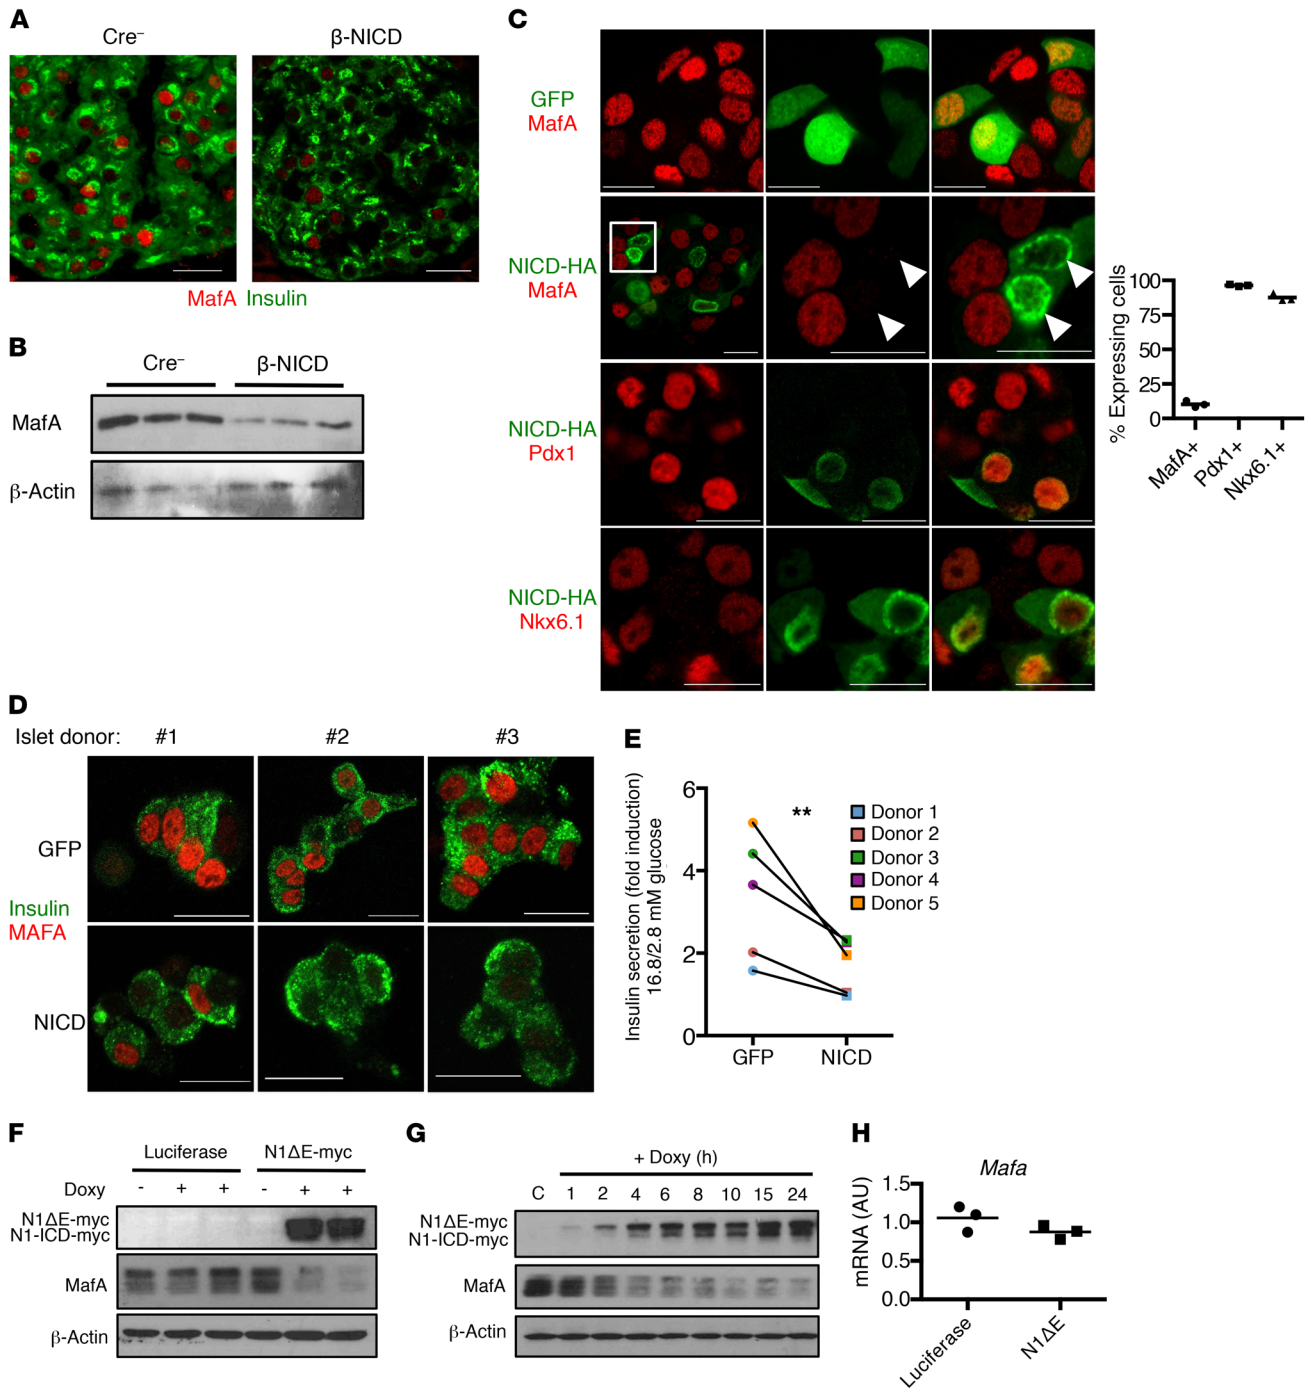 A
Cre–
β-NICD
MafA Insulin
B
Cre–
β-NICD
MafA
β-Actin
C
GFP
MafA
NICD-HA
MafA
NICD-HA
Pdx1
NICD-HA
Nkx6.1
% Expressing cells
100
75
50
25
0
MafA+
Pdx1+
Nkx6.1+
D
Islet donor:
#1
#2
#3
GFP
Insulin
MAFA
NICD
E
Insulin secretion (fold induction)
16.8/2.8 mM glucose
6
4
2
0
**
Donor 1
Donor 2
Donor 3
Donor 4
Donor 5
GFP
NICD
F
Luciferase
N1ΔE-myc
Doxy - + + - + +
N1ΔE-myc
N1-ICD-myc
MafA
β-Actin
G
+ Doxy (h)
C 1 2 4 6 8 10 15 24
N1ΔE-myc
N1-ICD-myc
MafA
β-Actin
H
Mafa
mRNA (AU)
1.5
1.0
0.5
0.0
Luciferase
N1ΔE